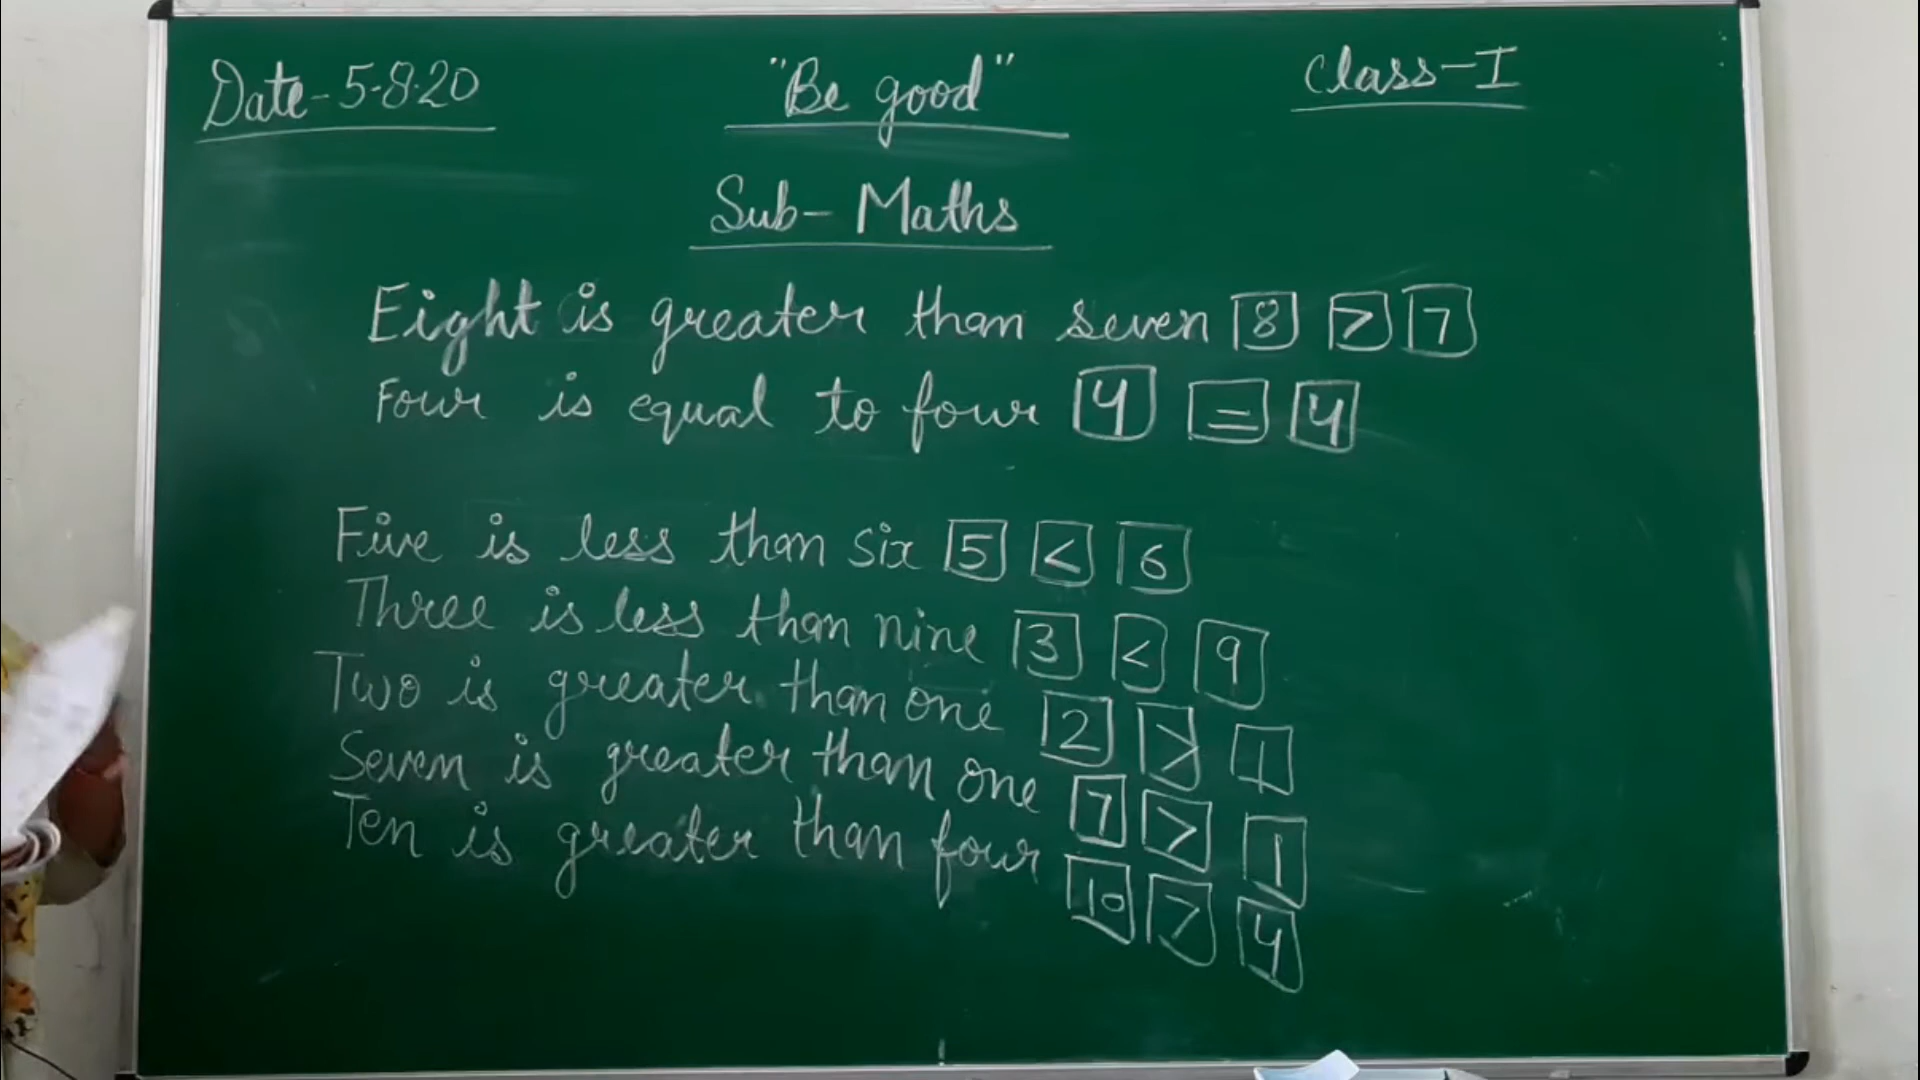 Date-5-8.20 "Be good" Class-I
Sub-Maths
Eight is greater than seven 8 > 7
Four is equal to four 4 = 4
Five is less than six 5 < 6
Three is less than nine 3 < 9
Two is greater than one 2 > 1
Seven is greater than one 7 > 1
Ten is greater than four 10 > 4